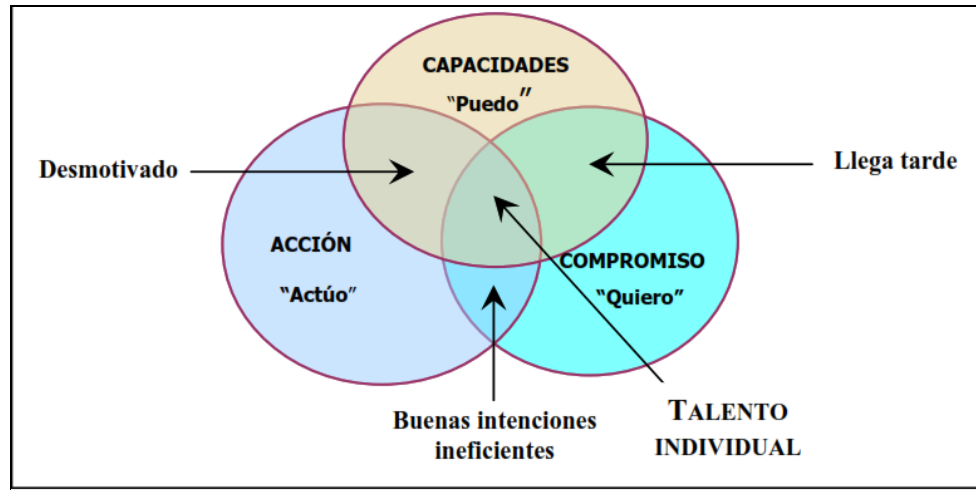 CAPACIDADES
“Puedo”
Desmotivado
Llega tarde
ACCIÓN
“Actúo”
COMPROMISO
“Quiero”
Buenas intenciones
ineficientes
TALENTO
INDIVIDUAL